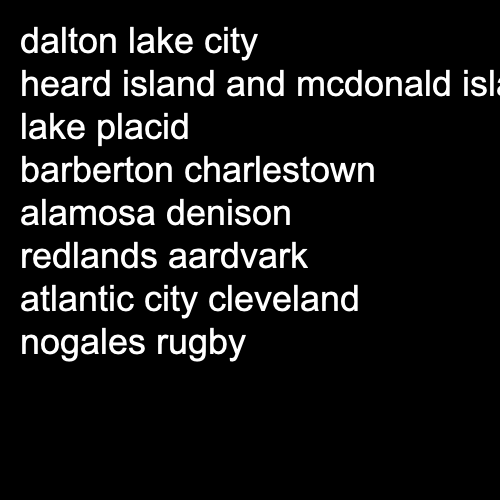 dalton lake city
heard island and mcdonald isl
lake placid
barberton charlestown
alamosa denison
redlands aardvark
atlantic city cleveland
nogales rugby